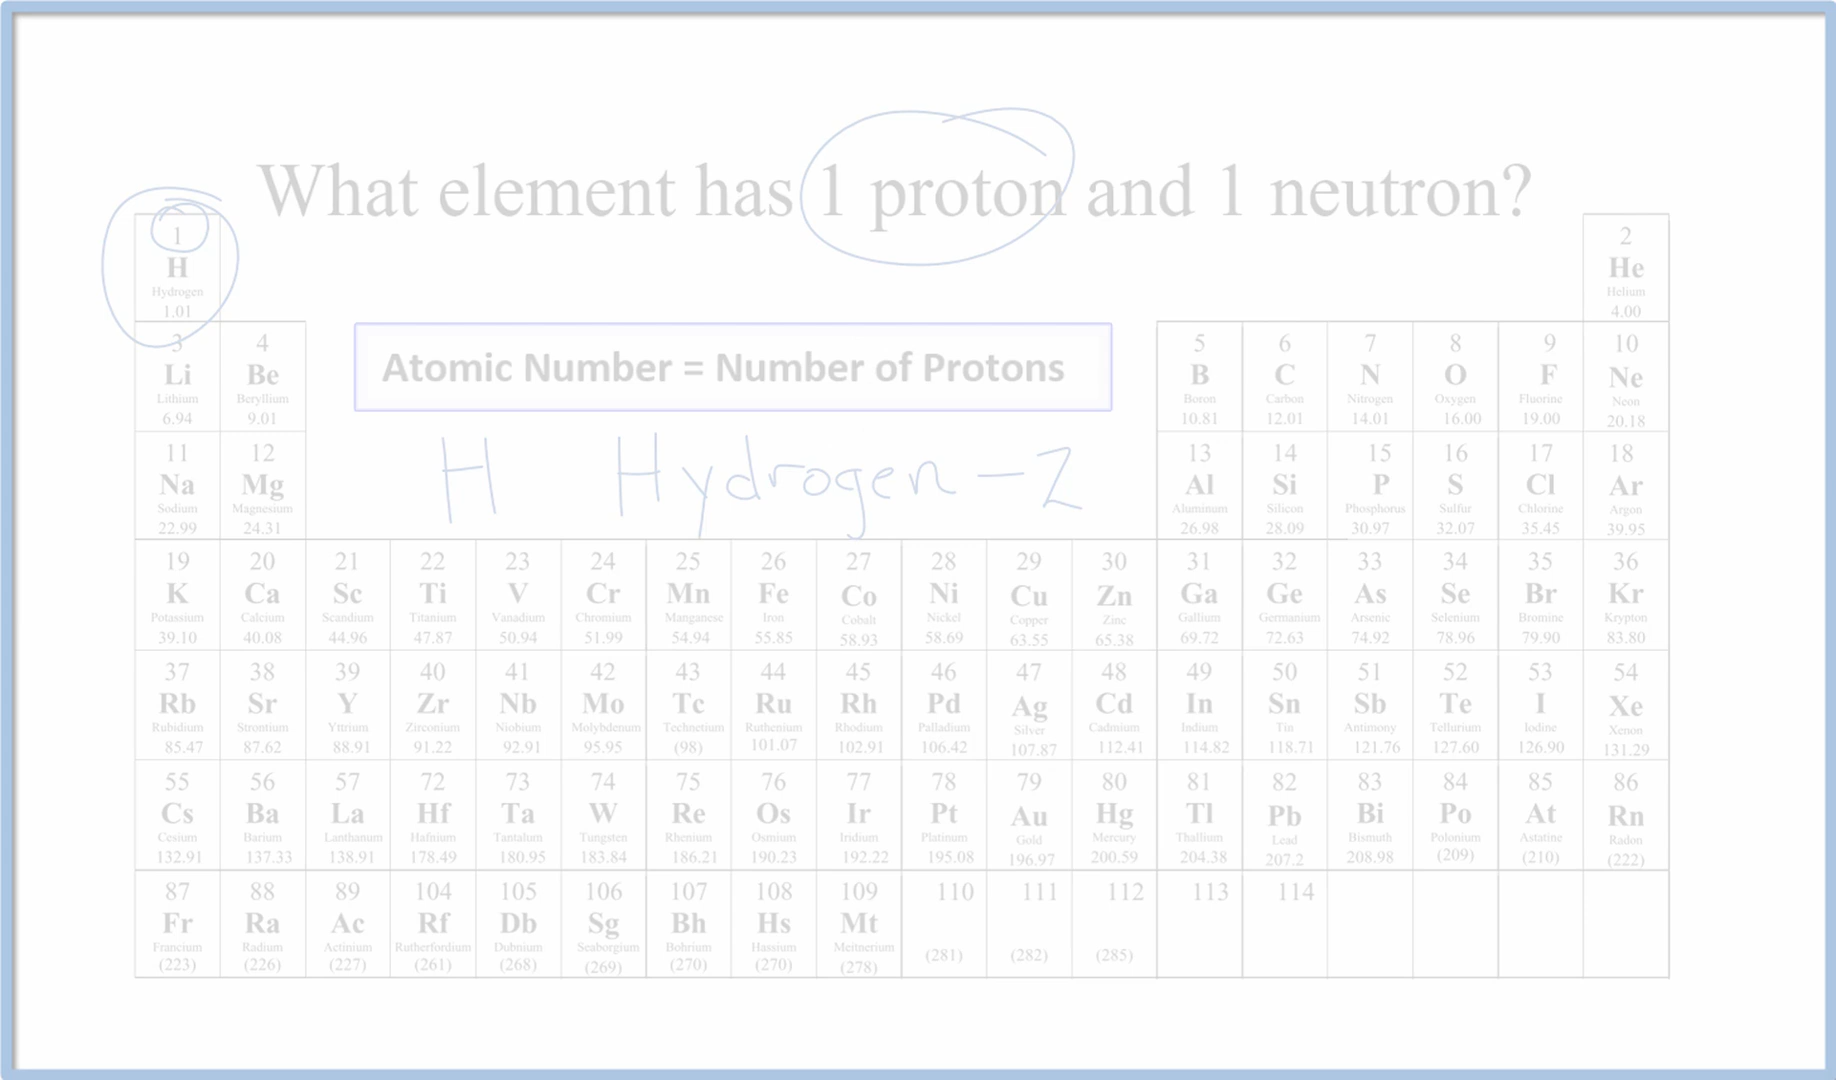 What element has 1 proton and 1 neutron?
1 2
H He
Hydrogen Helium
1.01 4.00
Atomic Number = Number of Protons
3 4 5 6 7 8 9 10
Li Be B C N O F Ne
Lithium Beryllium Boron Carbon Nitrogen Oxygen Fluorine Neon
6.94 9.01 10.81 12.01 14.01 16.00 19.00 20.18
H Hydrogen-2
11 12 13 14 15 16 17 18
Na Mg Al Si P S Cl Ar
Sodium Magnesium Aluminum Silicon Phosphorus Sulfur Chlorine Argon
22.99 24.31 26.98 28.09 30.97 32.07 35.45 39.95
19 20 21 22 23 24 25 26 27 28 29 30 31 32 33 34 35 36
K Ca Sc Ti V Cr Mn Fe Co Ni Cu Zn Ga Ge As Se Br Kr
Potassium Calcium Scandium Titanium Vanadium Chromium Manganese Iron Cobalt Nickel Copper Zinc Gallium Germanium Arsenic Selenium Bromine Krypton
39.10 40.08 44.96 47.87 50.94 51.99 54.94 55.85 58.93 58.69 63.55 65.38 69.72 72.63 74.92 78.96 79.90 83.80
37 38 39 40 41 42 43 44 45 46 47 48 49 50 51 52 53 54
Rb Sr Y Zr Nb Mo Tc Ru Rh Pd Ag Cd In Sn Sb Te I Xe
Rubidium Strontium Yttrium Zirconium Niobium Molybdenum Technetium Ruthenium Rhodium Palladium Silver Cadmium Indium Tin Antimony Tellurium Iodine Xenon
85.47 87.62 88.91 91.22 92.91 95.95 (98) 101.07 102.91 106.42 107.87 112.41 114.82 118.71 121.76 127.60 126.90 131.29
55 56 57 72 73 74 75 76 77 78 79 80 81 82 83 84 85 86
Cs Ba La Hf Ta W Re Os Ir Pt Au Hg Tl Pb Bi Po At Rn
Cesium Barium Lanthanum Hafnium Tantalum Tungsten Rhenium Osmium Iridium Platinum Gold Mercury Thallium Lead Bismuth Polonium Astatine Radon
132.91 137.33 138.91 178.49 180.95 183.84 186.21 190.23 192.22 195.08 196.97 200.59 204.38 207.2 208.98 (209) (210) (222)
87 88 89 104 105 106 107 108 109 110 111 112 113 114
Fr Ra Ac Rf Db Sg Bh Hs Mt
Francium Radium Actinium Rutherfordium Dubnium Seaborgium Bohrium Hassium Meitnerium
(223) (226) (227) (261) (268) (269) (270) (270) (278) (281) (282) (285)